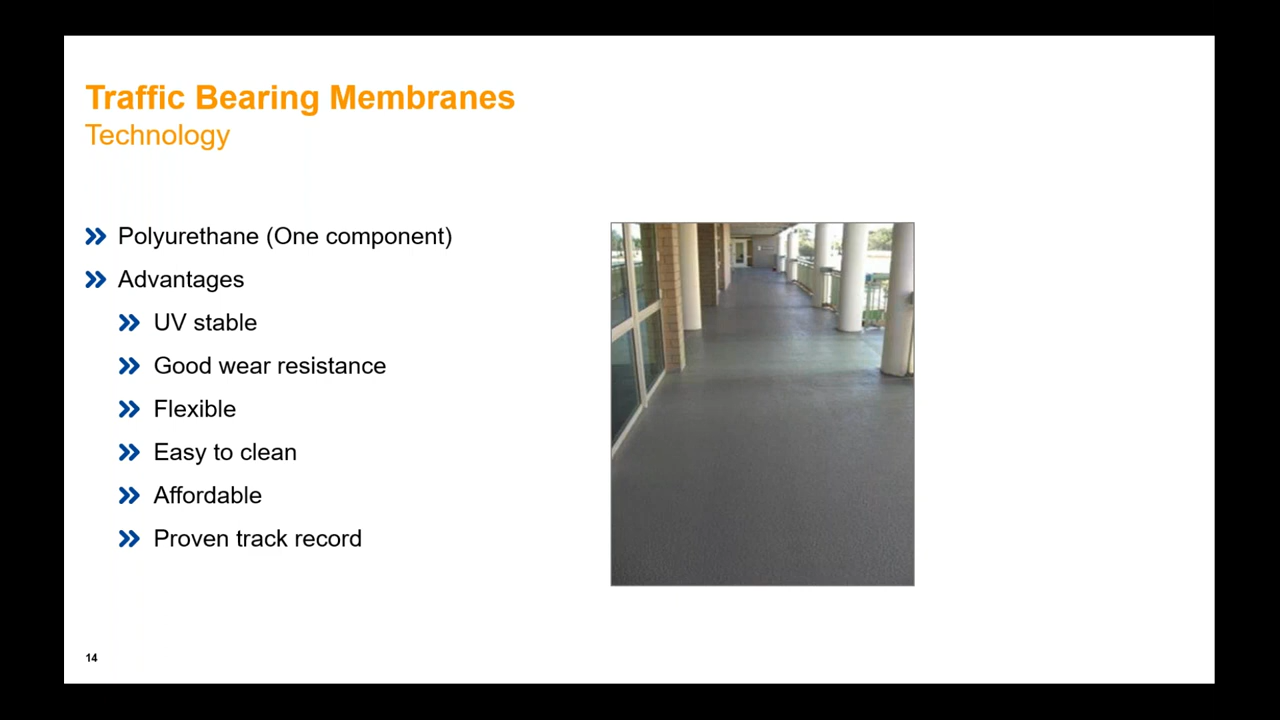 Traffic Bearing Membranes
Technology
Polyurethane (One component)
Advantages
UV stable
Good wear resistance
Flexible
Easy to clean
Affordable
Proven track record
14